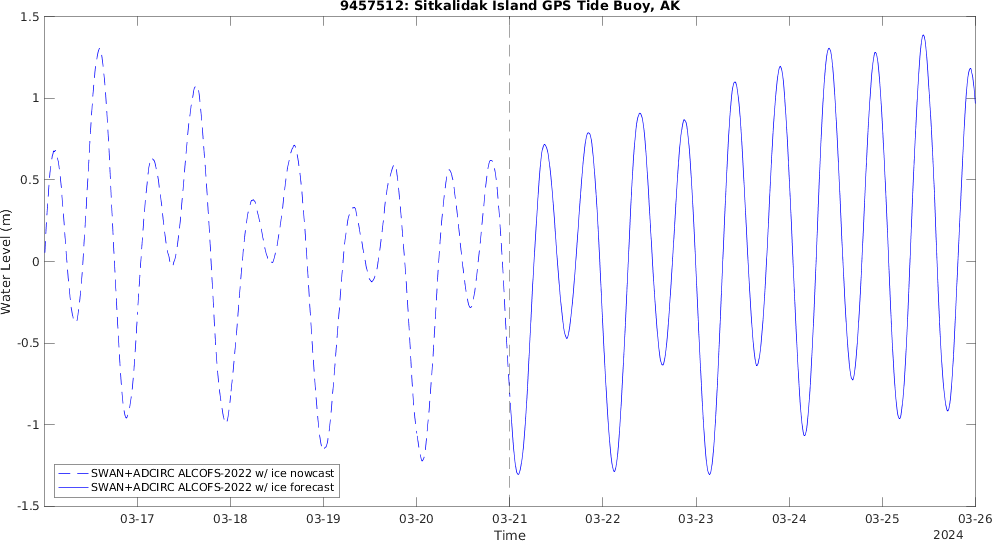 9457512: Sitkalidak Island GPS Tide Buoy, AK
1.5
1
0.5
0
-0.5
-1
-1.5
Water Level (m)
SWAN+ADCIRC ALCOFS-2022 w/ ice nowcast
SWAN+ADCIRC ALCOFS-2022 w/ ice forecast
03-17 03-18 03-19 03-20 03-21 03-22 03-23 03-24 03-25 03-26
Time
2024